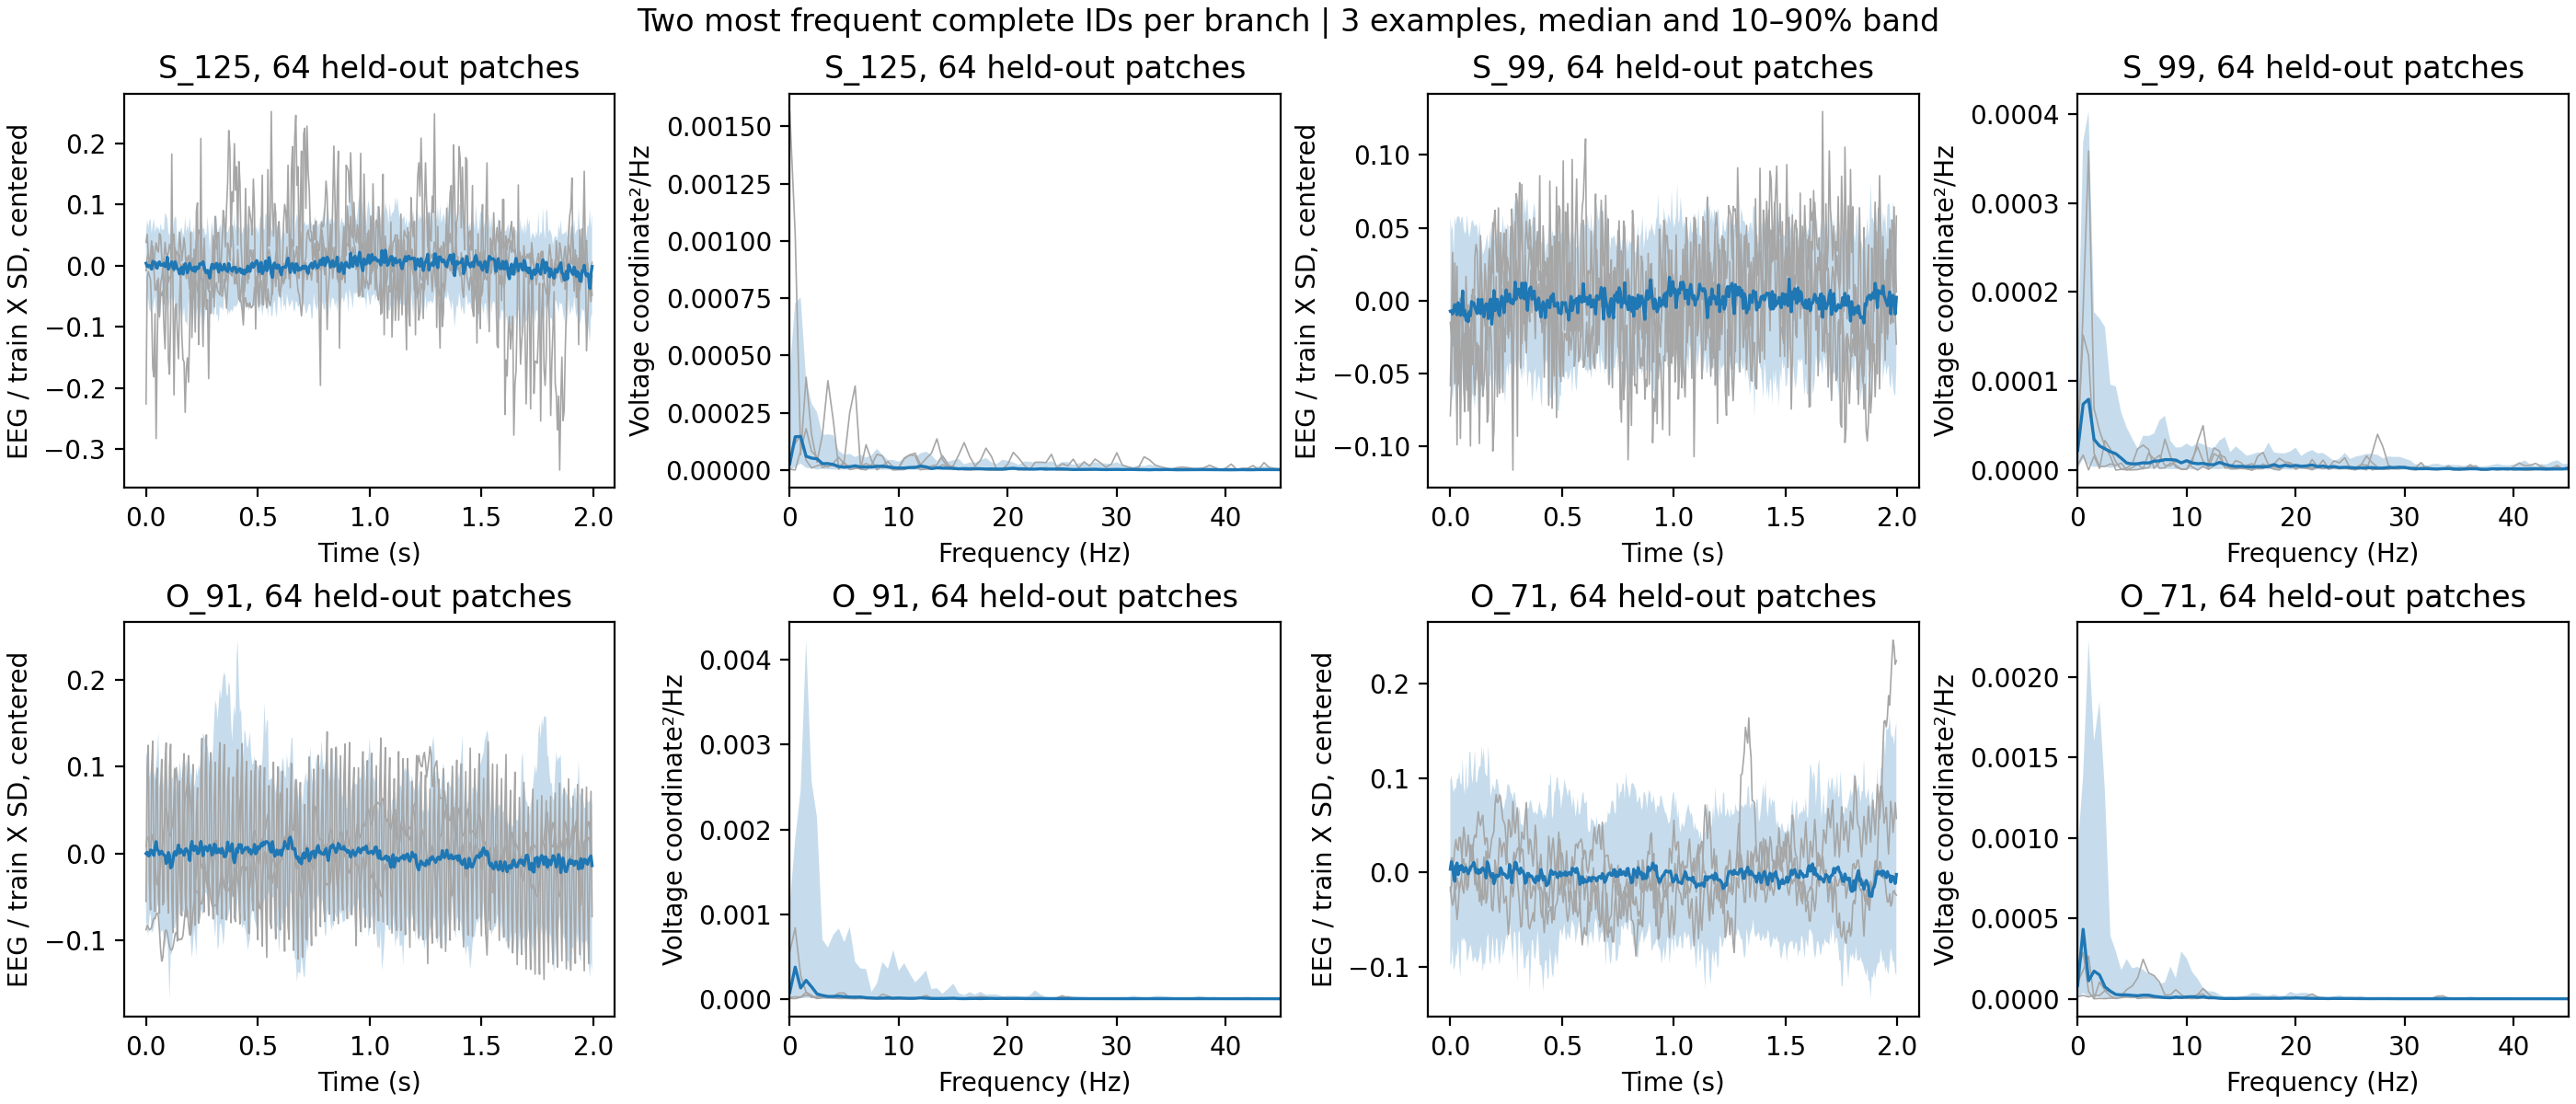 Two most frequent complete IDs per branch | 3 examples, median and 10–90% band
S_125, 64 held-out patches
EEG / train X SD, centered
0.2
0.1
0.0
−0.1
−0.2
−0.3
0.0 0.5 1.0 1.5 2.0
Time (s)
S_125, 64 held-out patches
Voltage coordinate²/Hz
0.00150
0.00125
0.00100
0.00075
0.00050
0.00025
0.00000
0 10 20 30 40
Frequency (Hz)
S_99, 64 held-out patches
EEG / train X SD, centered
0.10
0.05
0.00
−0.05
−0.10
0.0 0.5 1.0 1.5 2.0
Time (s)
S_99, 64 held-out patches
Voltage coordinate²/Hz
0.0004
0.0003
0.0002
0.0001
0.0000
0 10 20 30 40
Frequency (Hz)
O_91, 64 held-out patches
EEG / train X SD, centered
0.2
0.1
0.0
−0.1
0.0 0.5 1.0 1.5 2.0
Time (s)
O_91, 64 held-out patches
Voltage coordinate²/Hz
0.004
0.003
0.002
0.001
0.000
0 10 20 30 40
Frequency (Hz)
O_71, 64 held-out patches
EEG / train X SD, centered
0.2
0.1
0.0
−0.1
0.0 0.5 1.0 1.5 2.0
Time (s)
O_71, 64 held-out patches
Voltage coordinate²/Hz
0.0020
0.0015
0.0010
0.0005
0.0000
0 10 20 30 40
Frequency (Hz)